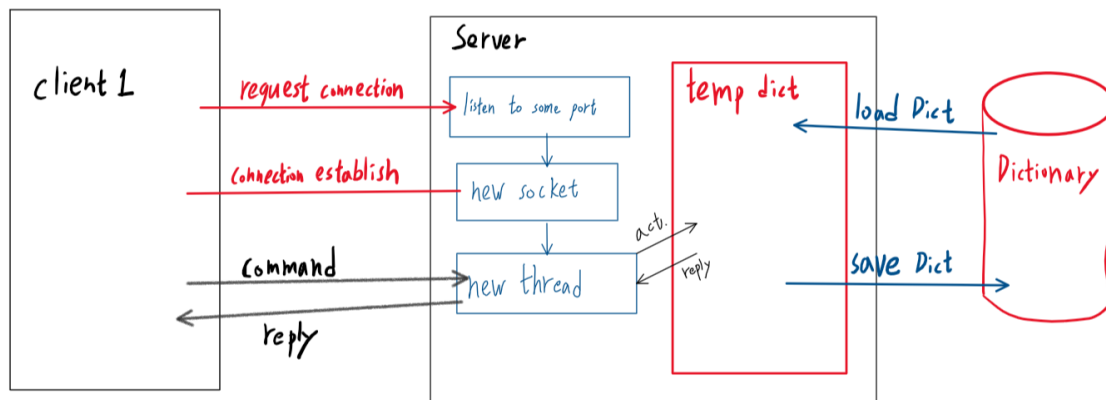 client 1
Server
request connection
listen to some port
temp dict
load Dict
Dictionary
connection establish
new socket
act.
reply
command
new thread
save Dict
reply